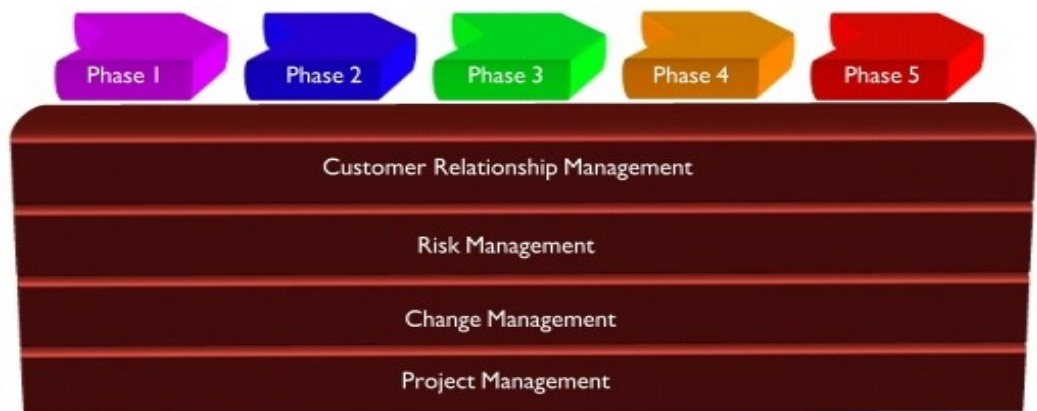 Phase 1
Phase 2
Phase 3
Phase 4
Phase 5
Customer Relationship Management
Risk Management
Change Management
Project Management